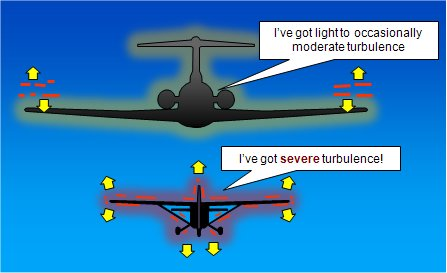 I've got light to occasionally
moderate turbulence
I've got severe turbulence!